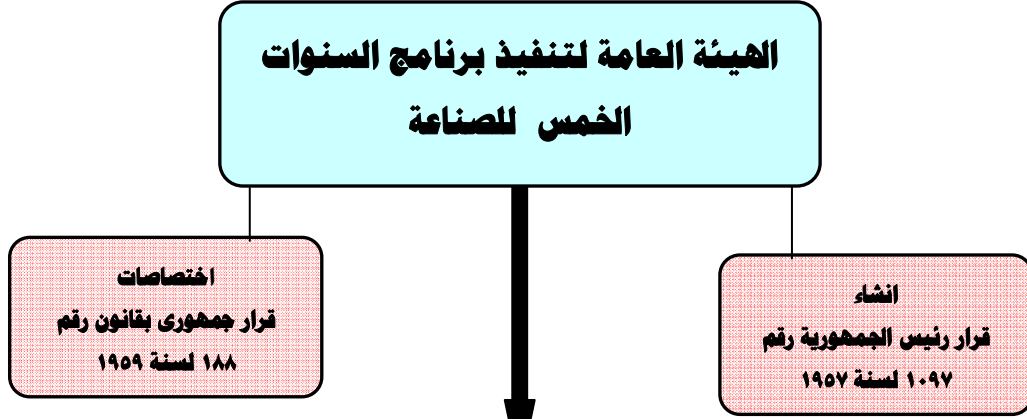 الهيئة العامة لتنفيذ برنامج السنوات
الخمس للصناعة
انشاء
قرار رئيس الجمهورية رقم
١٠٩٧ لسنة ١٩٥٧
اختصاصات
قرار جمهورى بقانون رقم
١٨٨ لسنة ١٩٥٩